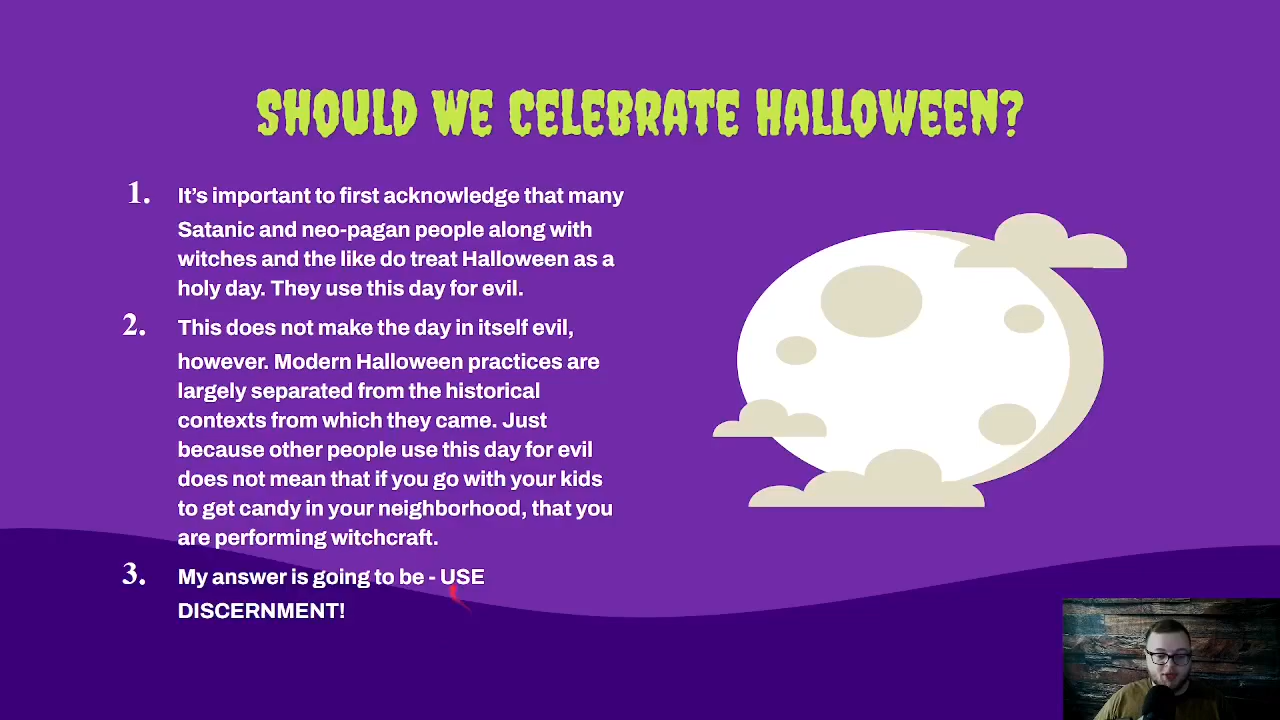 SHOULD WE CELEBRATE HALLOWEEN?
1. It’s important to first acknowledge that many
Satanic and neo-pagan people along with
witches and the like do treat Halloween as a
holy day. They use this day for evil.
2. This does not make the day in itself evil,
however. Modern Halloween practices are
largely separated from the historical
contexts from which they came. Just
because other people use this day for evil
does not mean that if you go with your kids
to get candy in your neighborhood, that you
are performing witchcraft.
3. My answer is going to be - USE
DISCERNMENT!